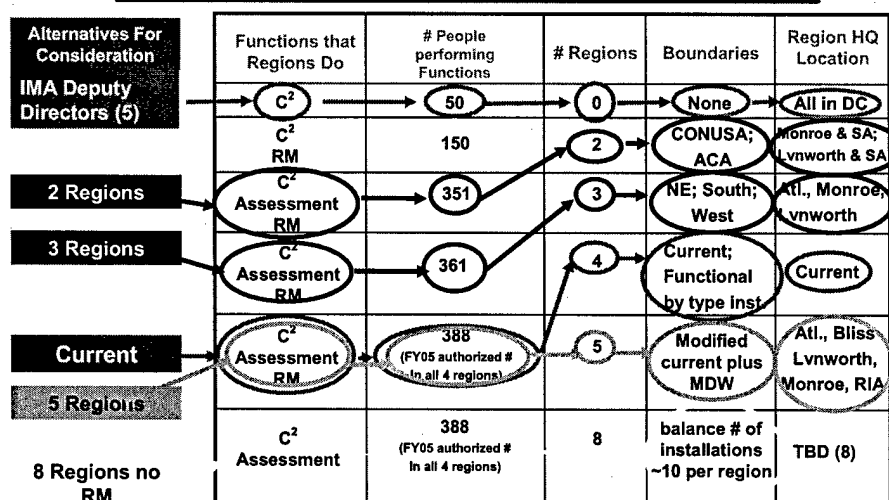 Alternatives For
Consideration
Functions that
Regions Do
# People
performing
Functions
# Regions
Boundaries
Region HQ
Location
IMA Deputy
Directors (5)
C²
50
0
None
All in DC
C²
RM
150
2
CONUSA;
ACA
Monroe & SA;
Lvnworth & SA
2 Regions
C²
Assessment
RM
351
3
NE; South;
West
Atl., Monroe,
Lvnworth
3 Regions
C²
Assessment
RM
361
4
Current;
Functional
by type inst.
Current
Current
5 Regions
C²
Assessment
RM
388
(FY05 authorized #
In all 4 regions)
5
Modified
current plus
MDW
Atl., Bliss
Lvnworth,
Monroe, RIA
8 Regions no
RM
C²
Assessment
388
(FY05 authorized #
In all 4 regions)
8
balance # of
installations
~10 per region
TBD (8)